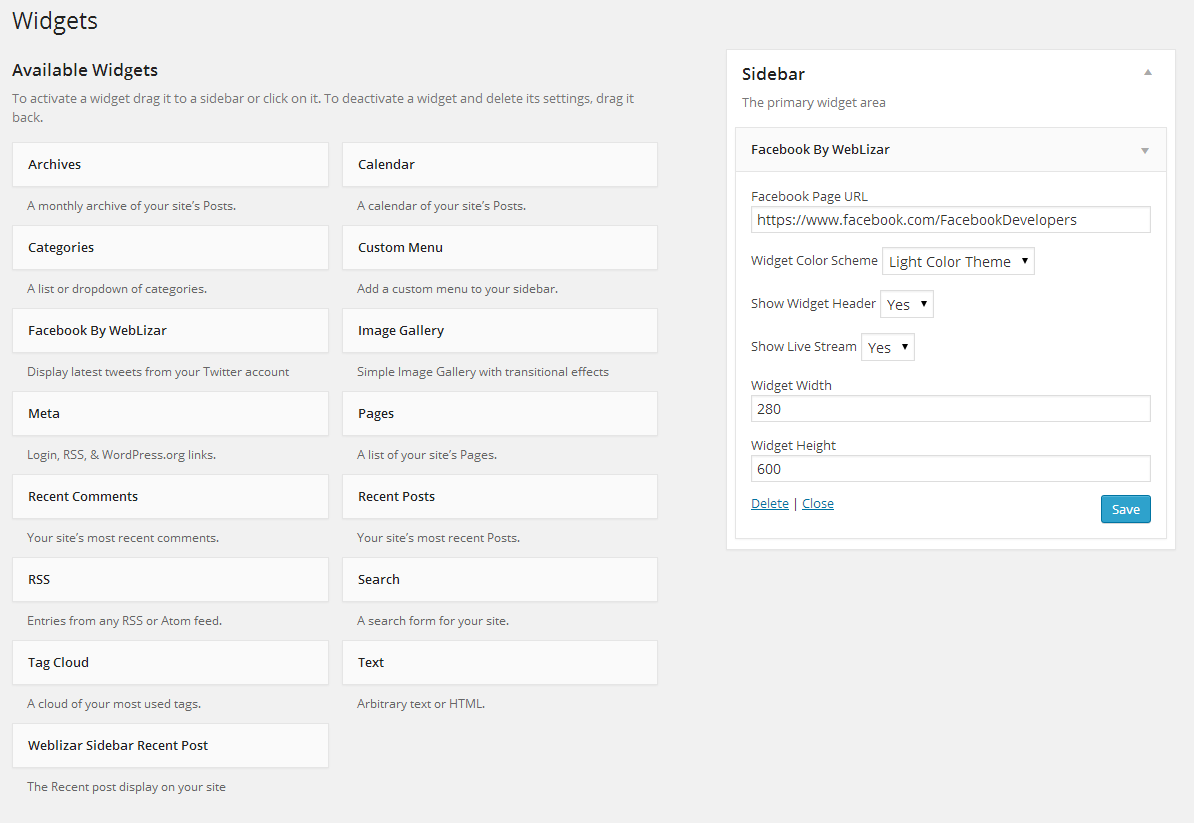 Widgets
Available Widgets
To activate a widget drag it to a sidebar or click on it. To deactivate a widget and delete its settings, drag it
back.
Archives
A monthly archive of your site's Posts.
Calendar
A calendar of your site's Posts.
Categories
A list or dropdown of categories.
Custom Menu
Add a custom menu to your sidebar.
Facebook By WebLizar
Display latest tweets from your Twitter account
Image Gallery
Simple Image Gallery with transitional effects
Meta
Login, RSS, & WordPress.org links.
Pages
A list of your site's Pages.
Recent Comments
Your site's most recent comments.
Recent Posts
Your site's most recent Posts.
RSS
Entries from any RSS or Atom feed.
Search
A search form for your site.
Tag Cloud
A cloud of your most used tags.
Text
Arbitrary text or HTML.
Weblizar Sidebar Recent Post
The Recent post display on your site
Sidebar
The primary widget area
Facebook By WebLizar
Facebook Page URL
https://www.facebook.com/FacebookDevelopers
Widget Color Scheme Light Color Theme
Show Widget Header Yes
Show Live Stream Yes
Widget Width
280
Widget Height
600
Delete | Close
Save